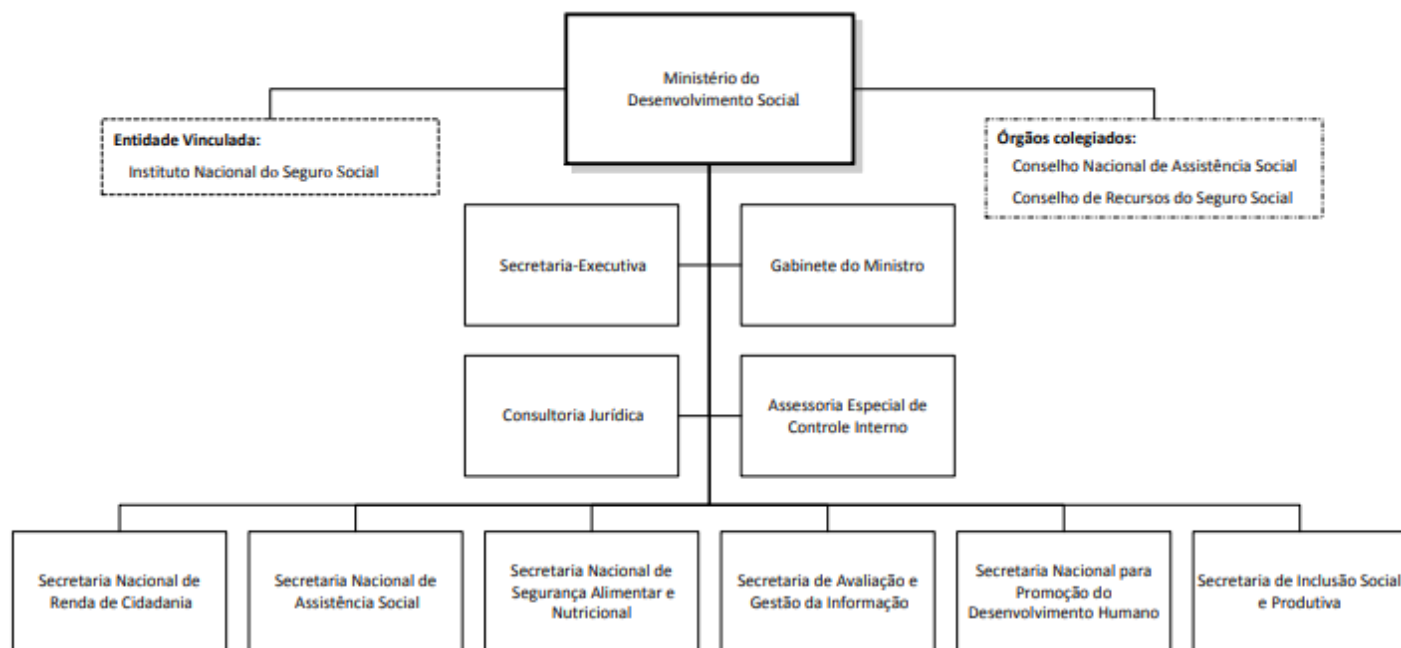 Ministério do
Desenvolvimento Social
Entidade Vinculada:
Instituto Nacional do Seguro Social
Órgãos colegiados:
Conselho Nacional de Assistência Social
Conselho de Recursos do Seguro Social
Secretaria-Executiva
Gabinete do Ministro
Consultoria Jurídica
Assessoria Especial de
Controle Interno
Secretaria Nacional de
Renda de Cidadania
Secretaria Nacional de
Assistência Social
Secretaria Nacional de
Segurança Alimentar e
Nutricional
Secretaria de Avaliação e
Gestão da Informação
Secretaria Nacional para
Promoção do
Desenvolvimento Humano
Secretaria de Inclusão Social
e Produtiva